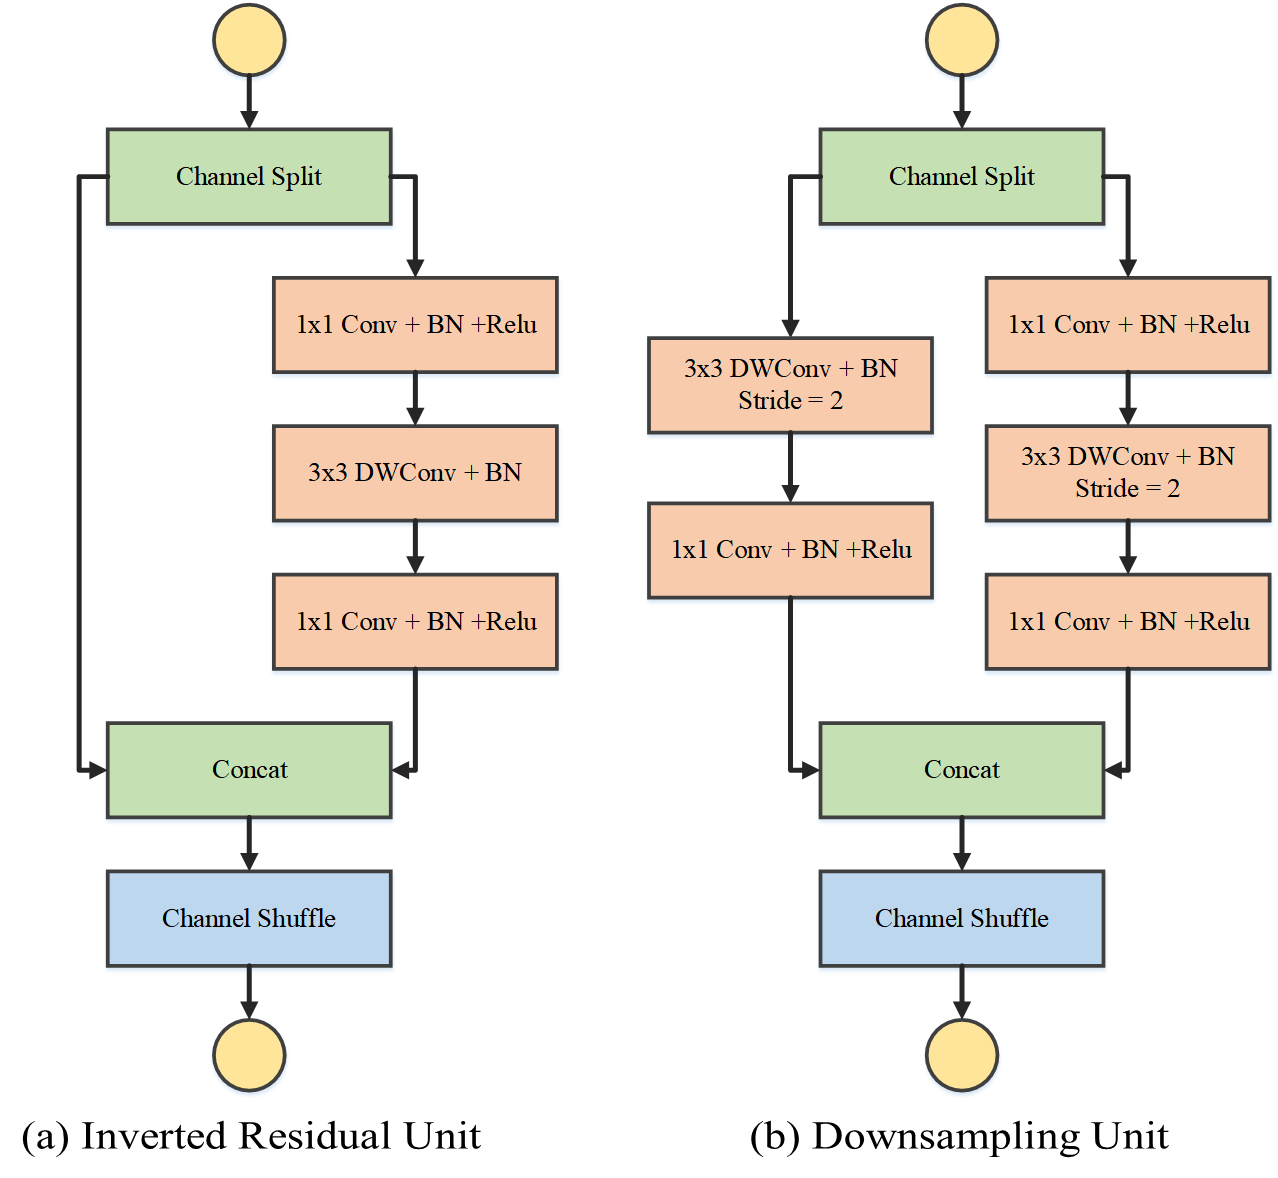 Channel Split
1x1 Conv + BN +Relu
3x3 DWConv + BN
1x1 Conv + BN +Relu
Concat
Channel Shuffle
(a) Inverted Residual Unit
Channel Split
3x3 DWConv + BN
Stride = 2
1x1 Conv + BN +Relu
1x1 Conv + BN +Relu
3x3 DWConv + BN
Stride = 2
1x1 Conv + BN +Relu
Concat
Channel Shuffle
(b) Downsampling Unit